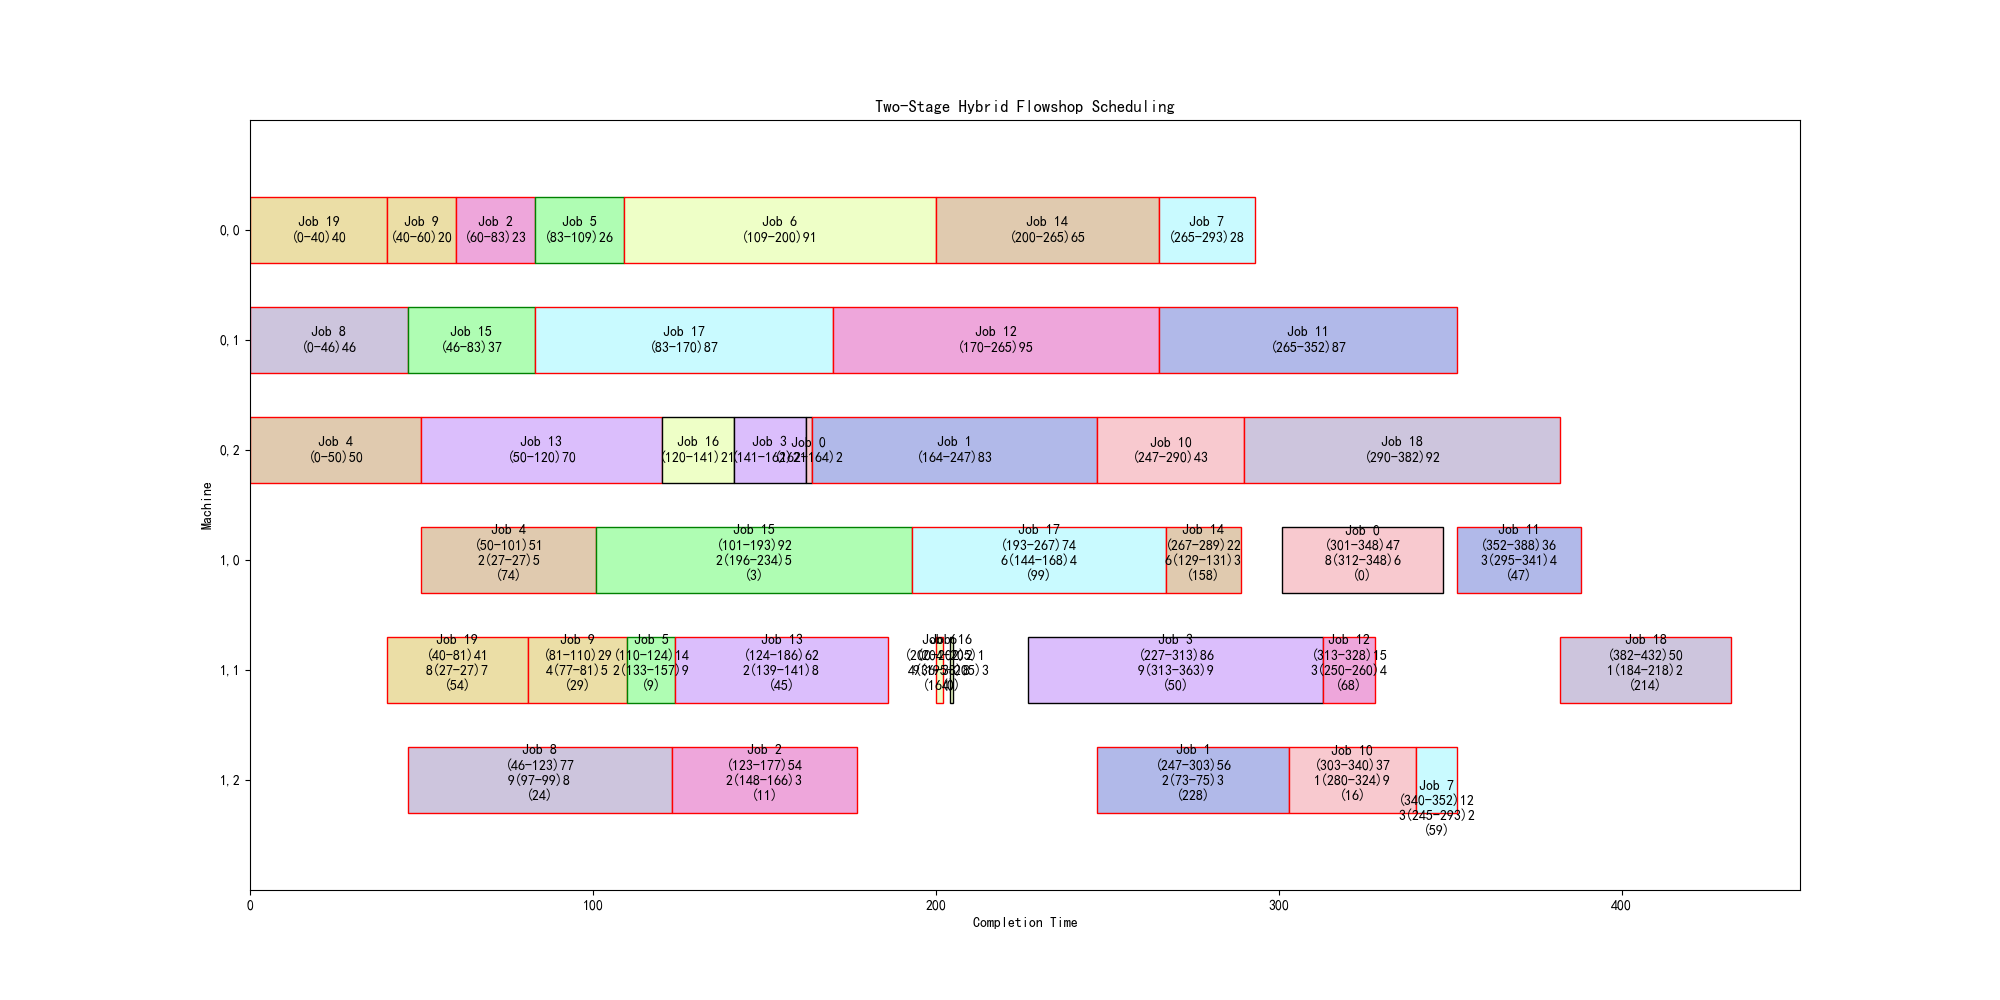 Two-Stage Hybrid Flowshop Scheduling
Machine
0,0
Job 19
(0-40)40
Job 9
(40-60)20
Job 2
(60-83)23
Job 5
(83-109)26
Job 6
(109-200)91
Job 14
(200-265)65
Job 7
(265-293)28
0,1
Job 8
(0-46)46
Job 15
(46-83)37
Job 17
(83-170)87
Job 12
(170-265)95
Job 11
(265-352)87
0,2
Job 4
(0-50)50
Job 13
(50-120)70
Job 16
(120-141)21
Job 3
(141-162)21
Job 0
(162-164)2
Job 1
(164-247)83
Job 10
(247-290)43
Job 18
(290-382)92
1,0
Job 4
(50-101)51
2(27-27)5
(74)
Job 15
(101-193)92
2(196-234)5
(3)
Job 17
(193-267)74
6(144-168)4
(99)
Job 14
(267-289)22
6(129-131)3
(158)
Job 0
(301-348)47
8(312-348)6
(0)
Job 11
(352-388)36
3(295-341)4
(47)
1,1
Job 19
(40-81)41
8(27-27)7
(54)
Job 9
(81-110)29
4(77-81)5
(29)
Job 5
(110-124)14
2(133-157)9
(9)
Job 13
(124-186)62
2(139-141)8
(45)
Job 6
(200-202)2
(164)
Job 16
(204-205)1
(0)
Job 3
(227-313)86
9(313-363)9
(50)
Job 12
(313-328)15
3(250-260)4
(68)
Job 18
(382-432)50
1(184-218)2
(214)
1,2
Job 8
(46-123)77
9(97-99)8
(24)
Job 2
(123-177)54
2(148-166)3
(11)
Job 1
(247-303)56
2(73-75)3
(228)
Job 10
(303-340)37
1(280-324)9
(16)
Job 7
(340-352)12
3(245-293)2
(59)
0
100
200
300
400
Completion Time